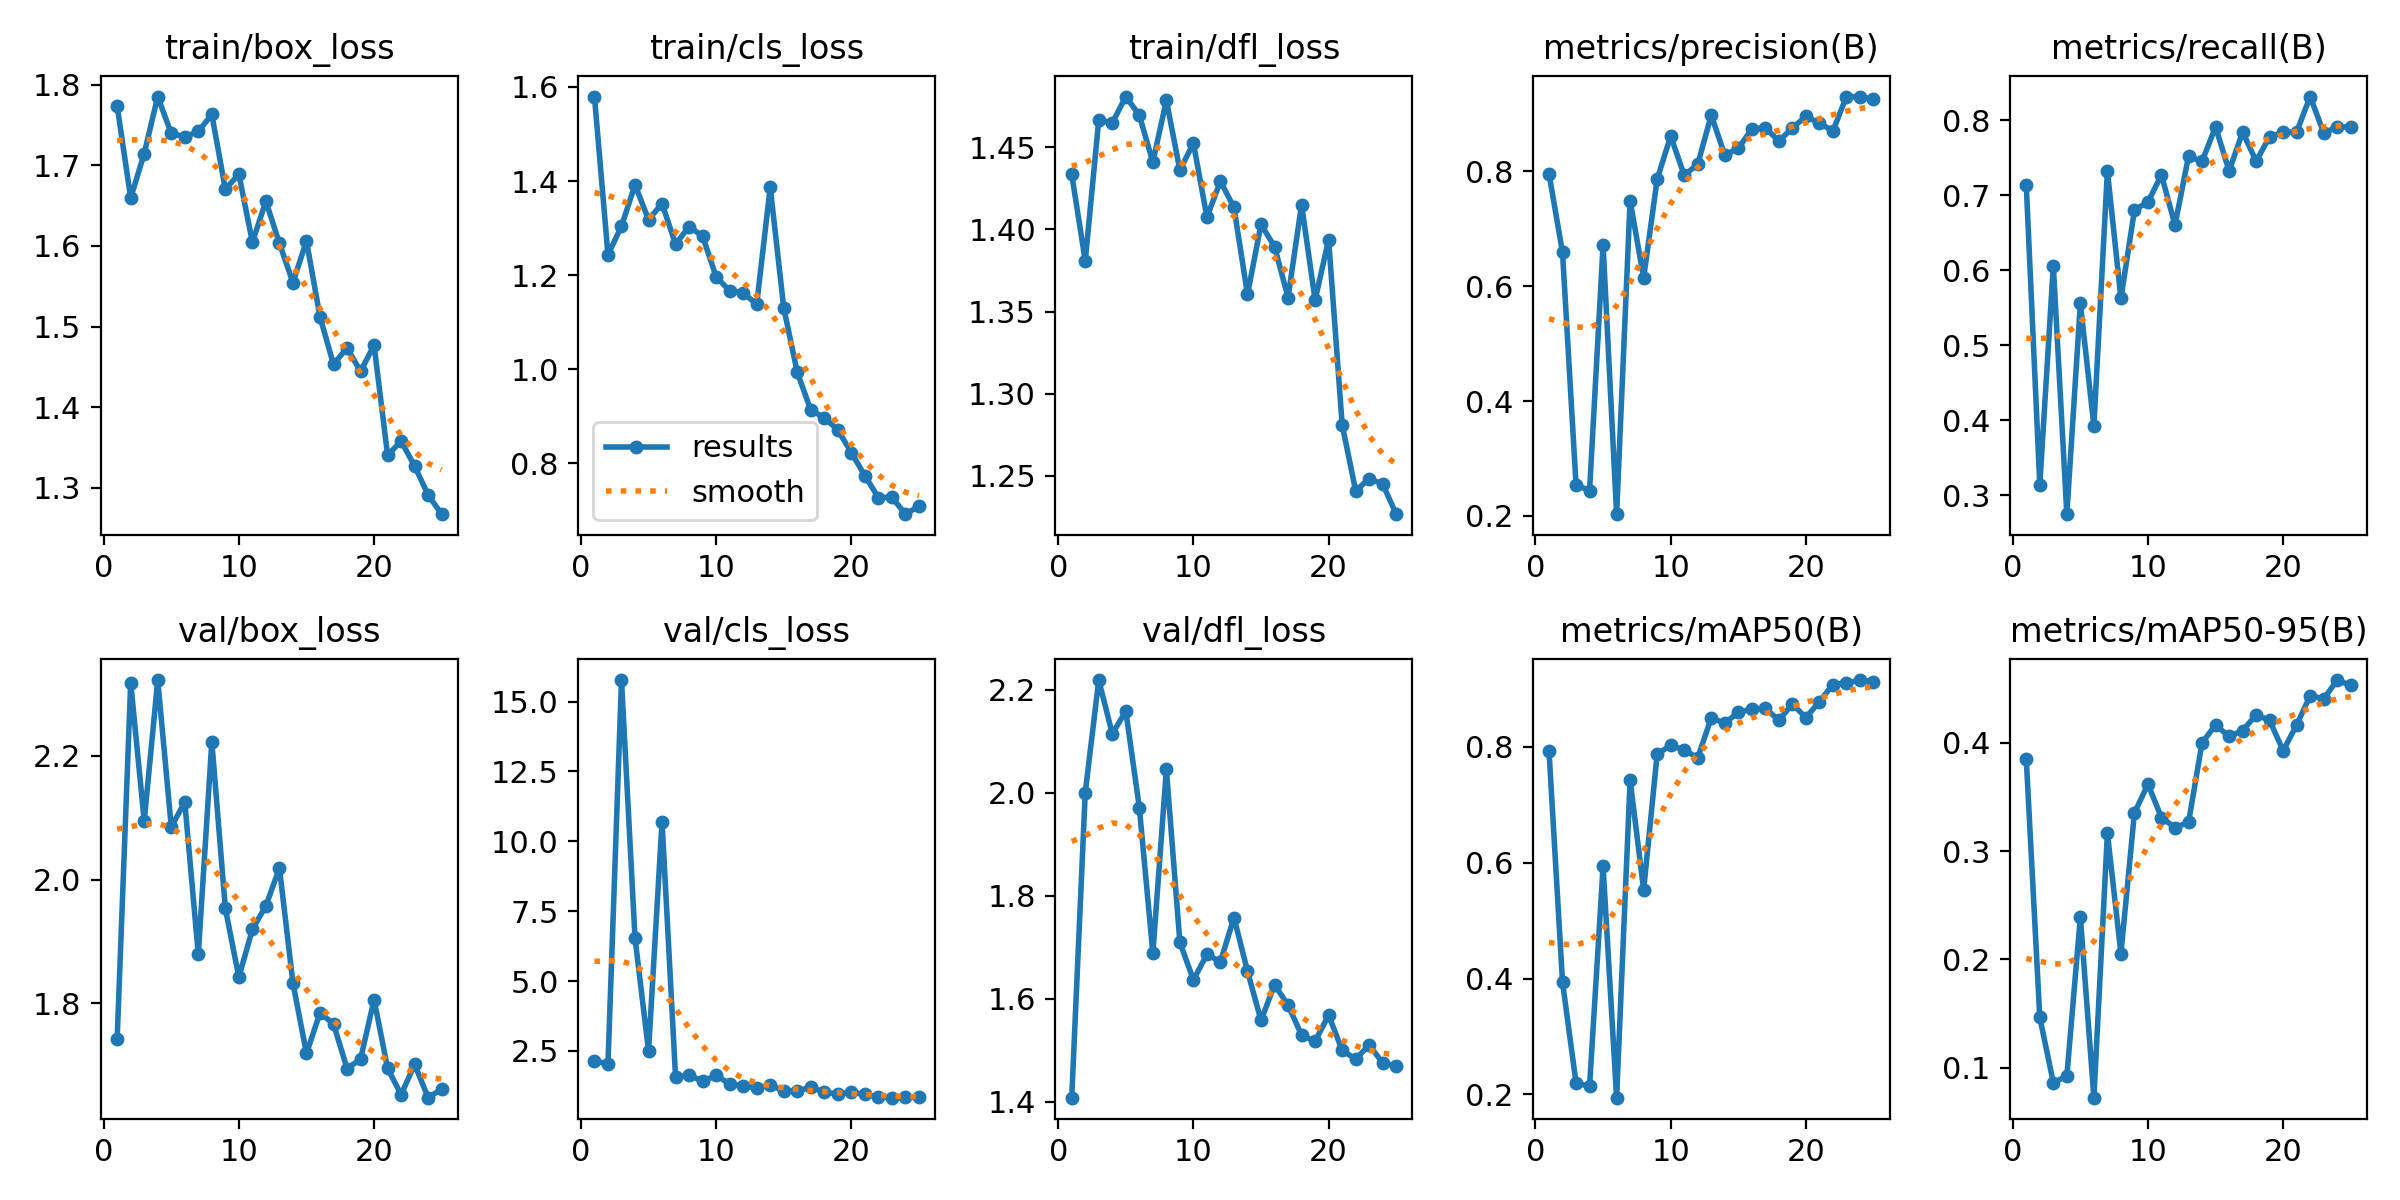 train/box_loss
train/cls_loss
train/dfl_loss
metrics/precision(B)
metrics/recall(B)
1.8
1.7
1.6
1.5
1.4
1.3
0 10 20
1.6
1.4
1.2
1.0
0.8
results
smooth
0 10 20
1.45
1.40
1.35
1.30
1.25
0 10 20
0.8
0.6
0.4
0.2
0 10 20
0.8
0.7
0.6
0.5
0.4
0.3
0 10 20
val/box_loss
val/cls_loss
val/dfl_loss
metrics/mAP50(B)
metrics/mAP50-95(B)
2.2
2.0
1.8
0 10 20
15.0
12.5
10.0
7.5
5.0
2.5
0 10 20
2.2
2.0
1.8
1.6
1.4
0 10 20
0.8
0.6
0.4
0.2
0 10 20
0.4
0.3
0.2
0.1
0 10 20